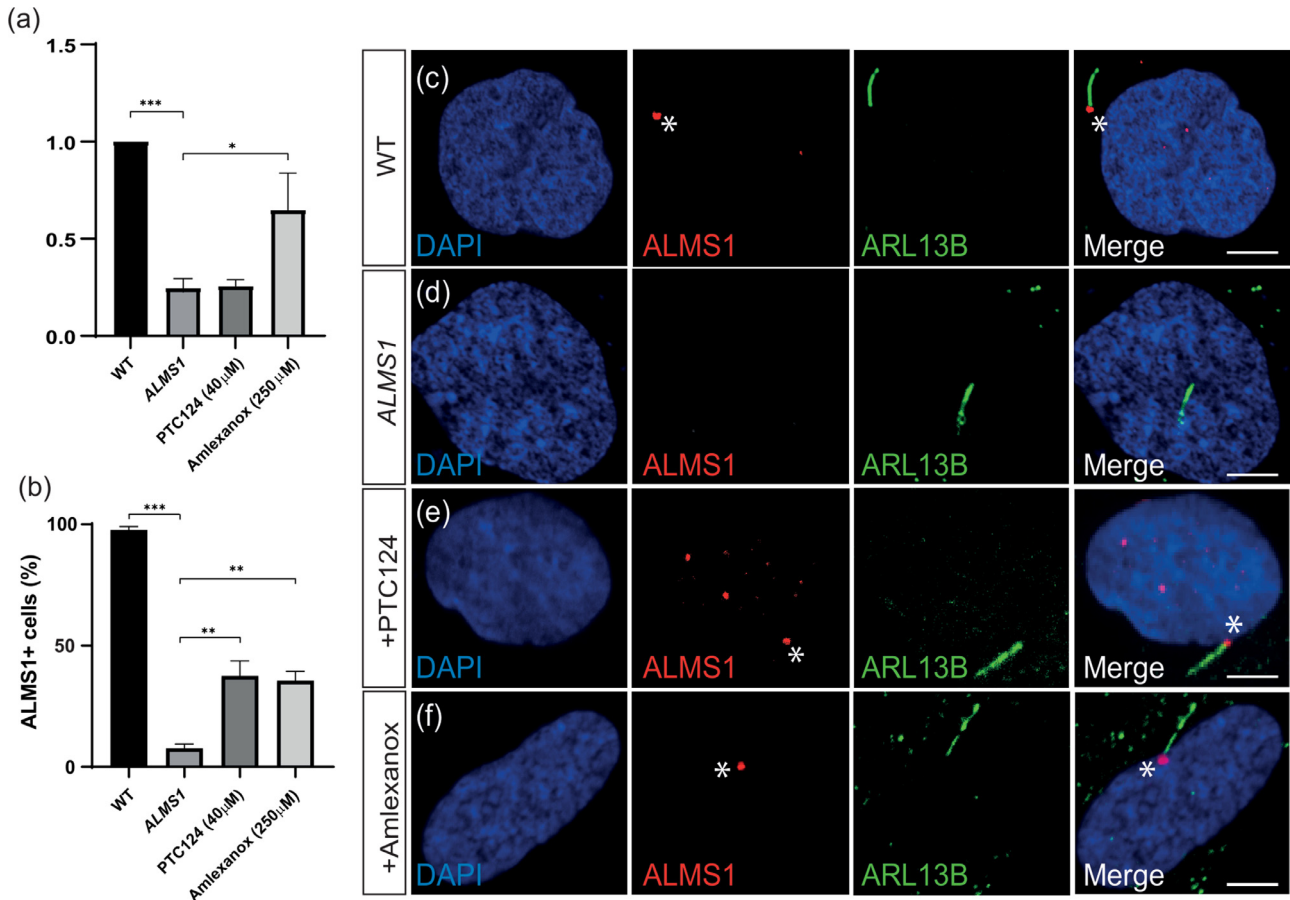 (a)
1.5
1.0
0.5
0.0
***
*
WT
ALMS1
PTC124 (40μM)
Amlexanox (250 μM)
(b)
ALMS1+ cells (%)
100
50
0
***
**
**
WT
ALMS1
PTC124 (40μM)
Amlexanox (250μM)
WT
(c)
DAPI
ALMS1
*
ARL13B
Merge
*
ALMS1
(d)
DAPI
ALMS1
ARL13B
Merge
+PTC124
(e)
DAPI
ALMS1
*
ARL13B
Merge
*
+Amlexanox
(f)
DAPI
ALMS1
*
ARL13B
Merge
*